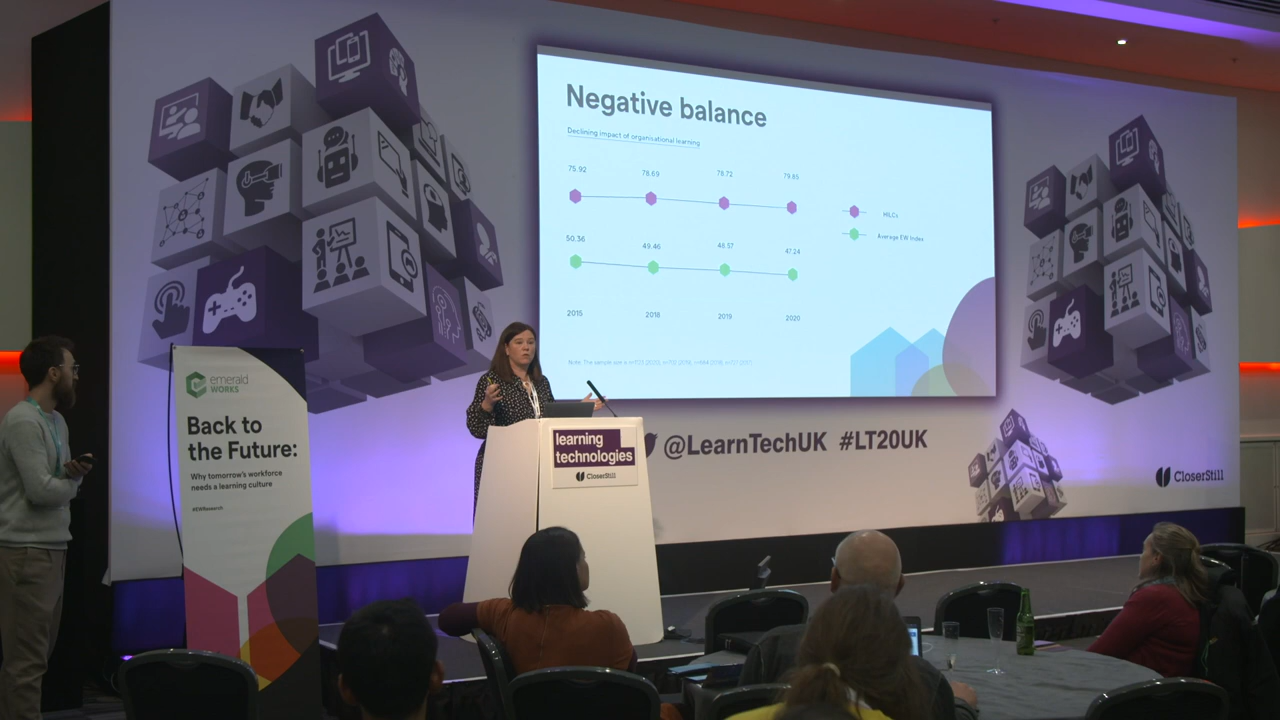 Negative balance
Declining impact of organisational learning
75.92 78.69 78.72 79.85
HILCs
50.36 49.46 48.57 47.24
Average EW Index
2015 2018 2019 2020
emerald
WORKS
Back to
the Future:
Why tomorrow's workforce
needs a learning culture
#EWResearch
learning
technologies
CloserStill
@LearnTechUK #LT20UK
CloserStill